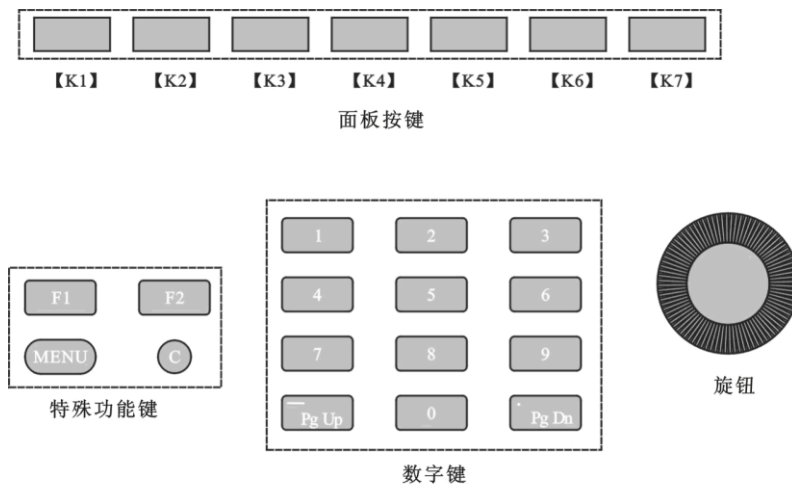 【K1】 【K2】 【K3】 【K4】 【K5】 【K6】 【K7】
面板按键
1 2 3
F1 F2
4 5 6
MENU C
7 8 9
旋钮
特殊功能键
— Pg Up 0 . Pg Dn
数字键